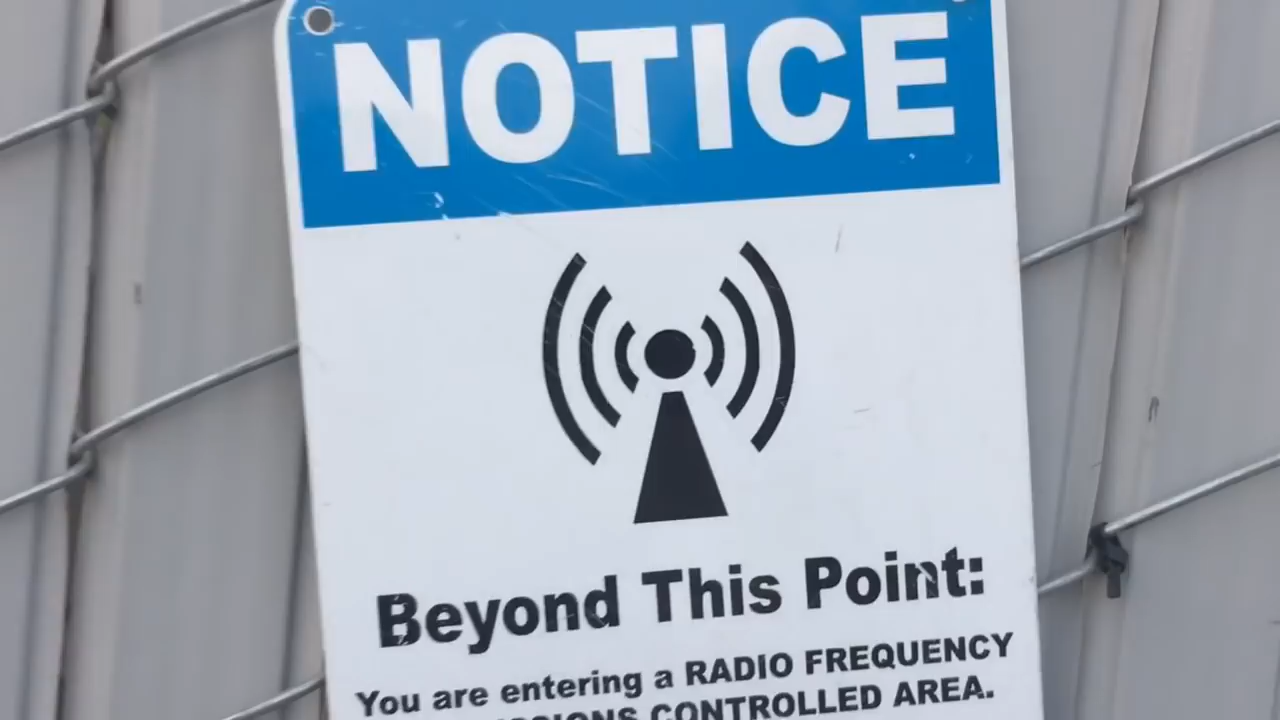 NOTICE
Beyond This Point:
You are entering a RADIO FREQUENCY
CONTROLLED AREA.